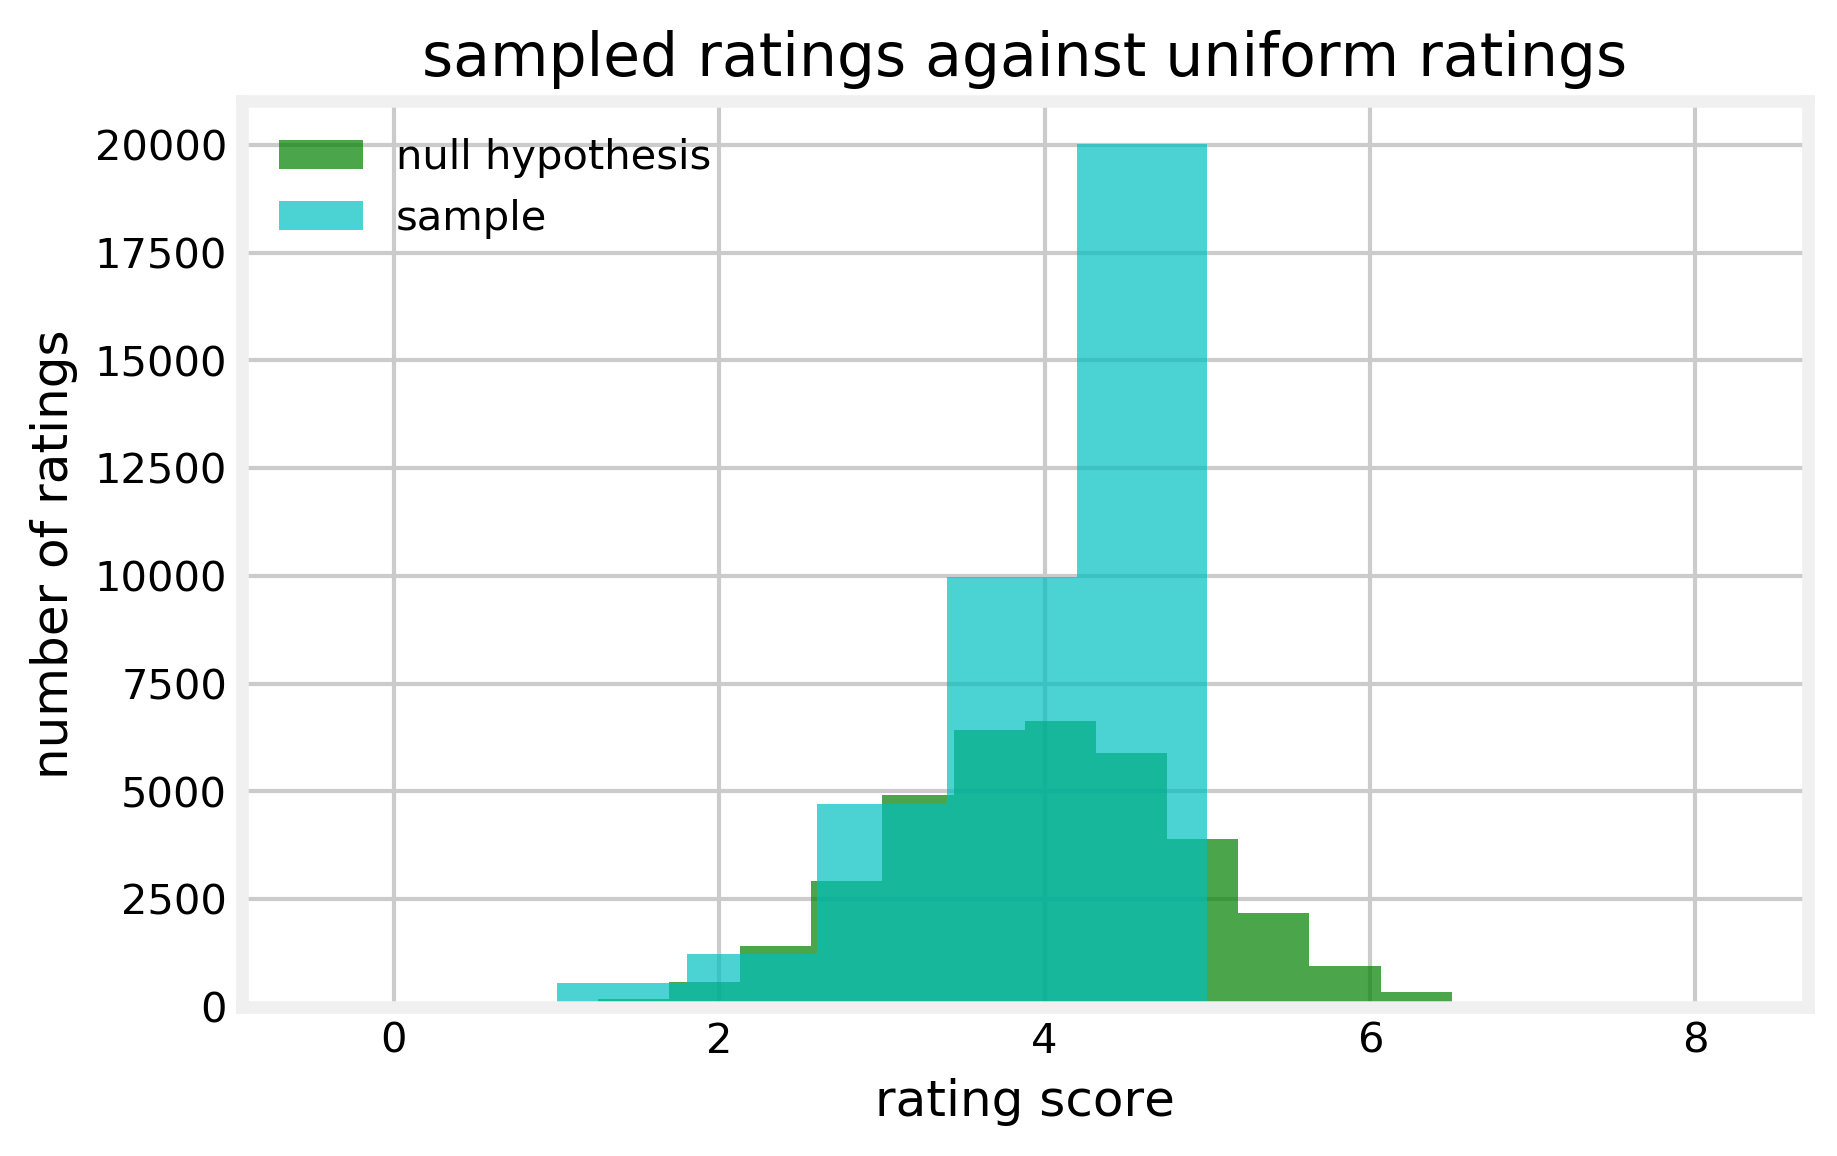 sampled ratings against uniform ratings
null hypothesis
sample
20000
17500
15000
12500
10000
7500
5000
2500
0
number of ratings
0 2 4 6 8
rating score